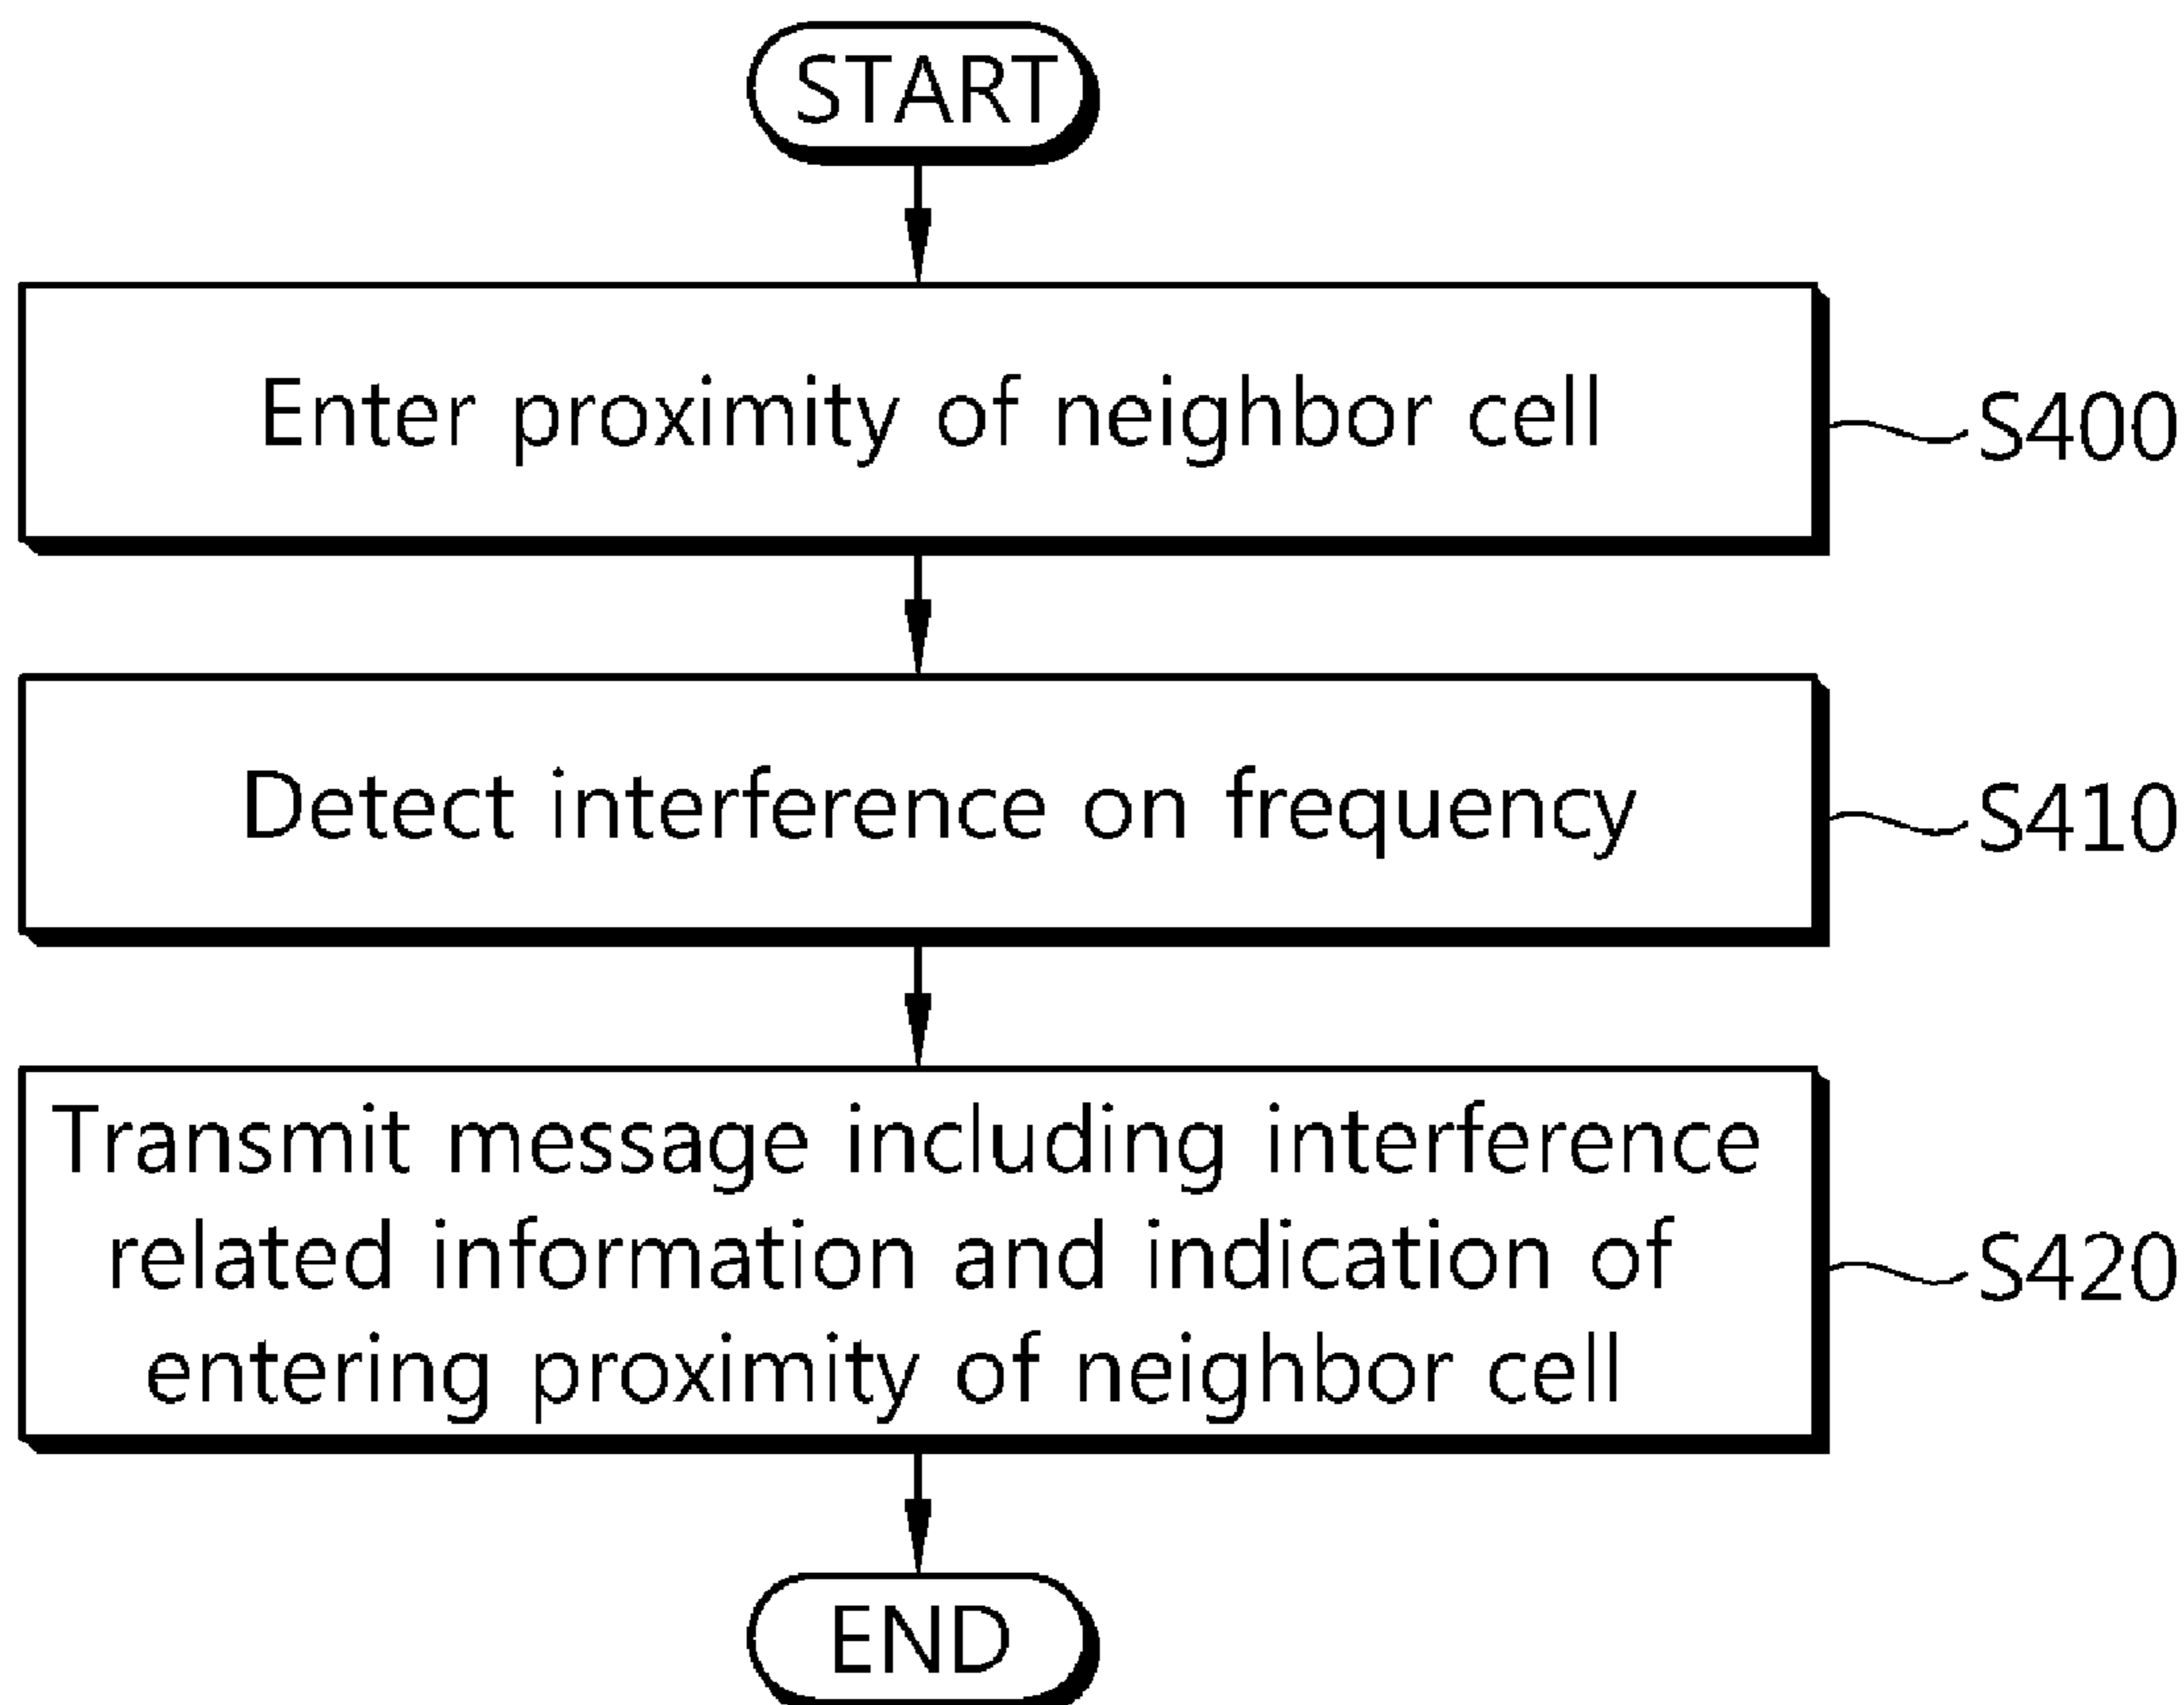 START
Enter proximity of neighbor cell
S400
Detect interference on frequency
S410
Transmit message including interference
related information and indication of
entering proximity of neighbor cell
S420
END